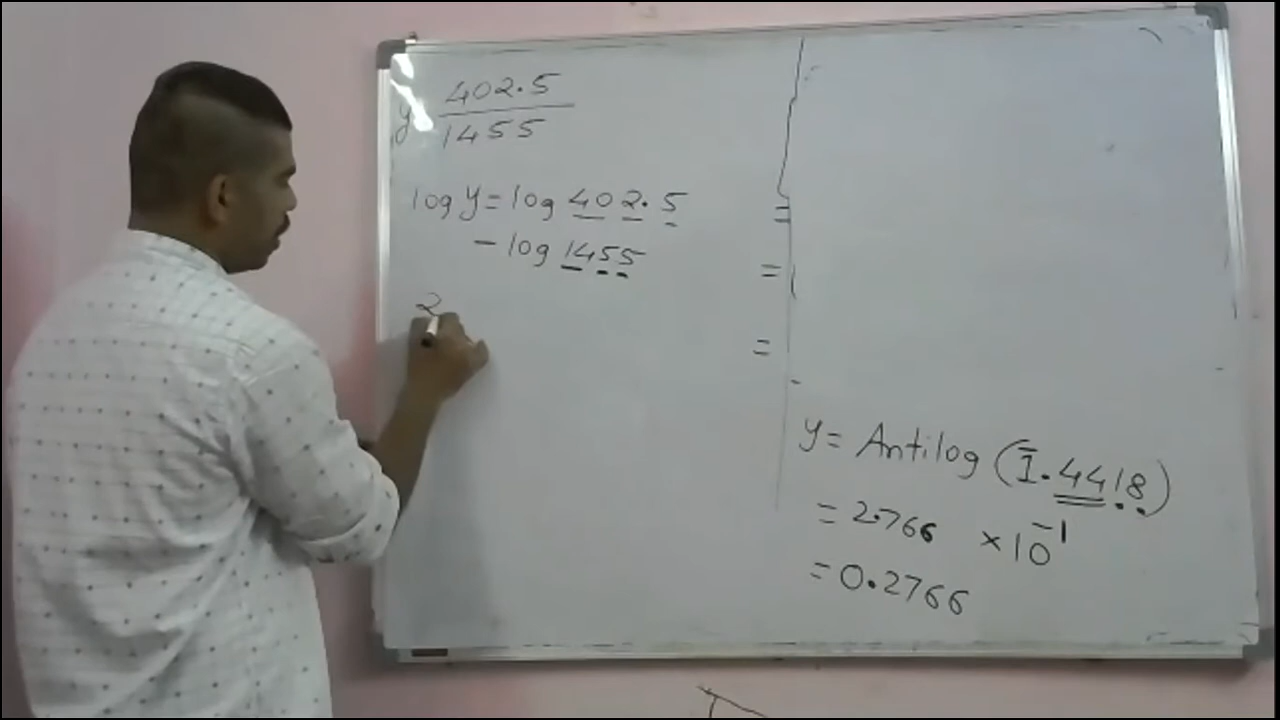 y 402.5
1455
log y = log 402.5
- log 1455
2
=
=
=
y = Antilog (1̄.4418)
= 2.766 × 10⁻¹
= 0.2766